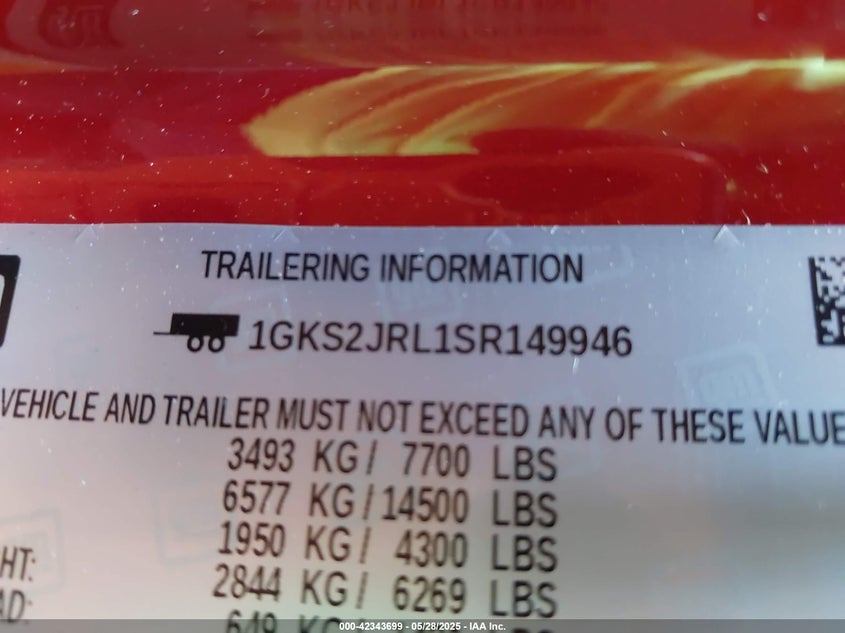 TRAILERING INFORMATION
1GKS2JRL1SR149946
VEHICLE AND TRAILER MUST NOT EXCEED ANY OF THESE VALUE
3493 KG/ 7700 LBS
6577 KG/14500 LBS
1950 KG/ 4300 LBS
HT:
2844 KG/ 6269 LBS
AD:
649 KG
000-42343699 - 05/28/2025 - IAA Inc.